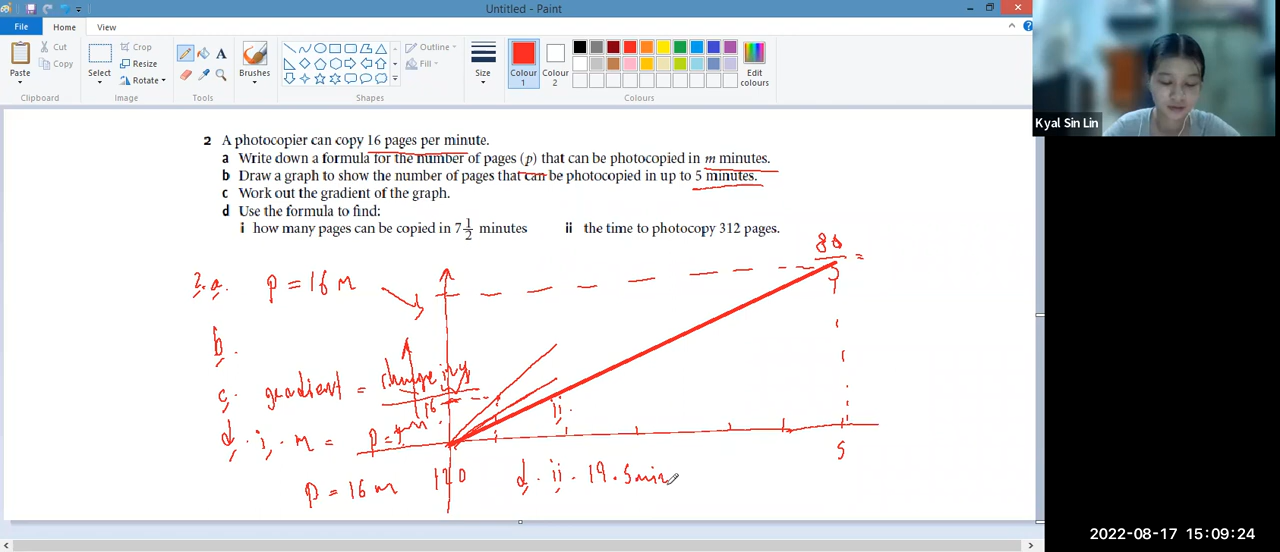 Untitled - Paint
File Home View
Paste Cut Copy Clipboard
Select Crop Resize Rotate Image
Tools
Brushes
Outline Fill Shapes
Size
Colour 1 Colour 2 Edit colours Colours
Kyal Sin Lin
2 A photocopier can copy 16 pages per minute.
a Write down a formula for the number of pages (p) that can be photocopied in m minutes.
b Draw a graph to show the number of pages that can be photocopied in up to 5 minutes.
c Work out the gradient of the graph.
d Use the formula to find:
i how many pages can be copied in 7 1/2 minutes ii the time to photocopy 312 pages.
2. a. p = 16 m
80 =
5
b.
c, gradient = change in y
16
ii.
d. i, . m =
5
p = 16 m 120 d, . ii . 19.5min
2022-08-17 15:09:24